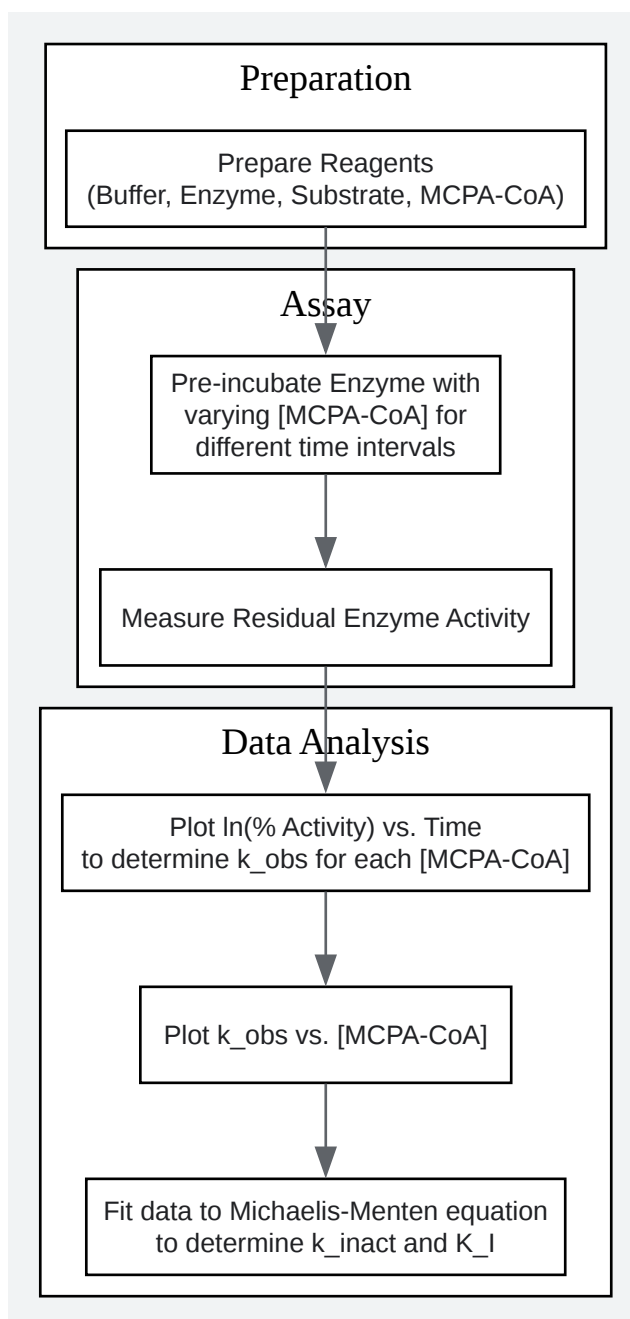 Preparation
Prepare Reagents
(Buffer, Enzyme, Substrate, MCPA-CoA)
Assay
Pre-incubate Enzyme with
varying [MCPA-CoA] for
different time intervals
Measure Residual Enzyme Activity
Data Analysis
Plot ln(% Activity) vs. Time
to determine k_obs for each [MCPA-CoA]
Plot k_obs vs. [MCPA-CoA]
Fit data to Michaelis-Menten equation
to determine k_inact and K_I